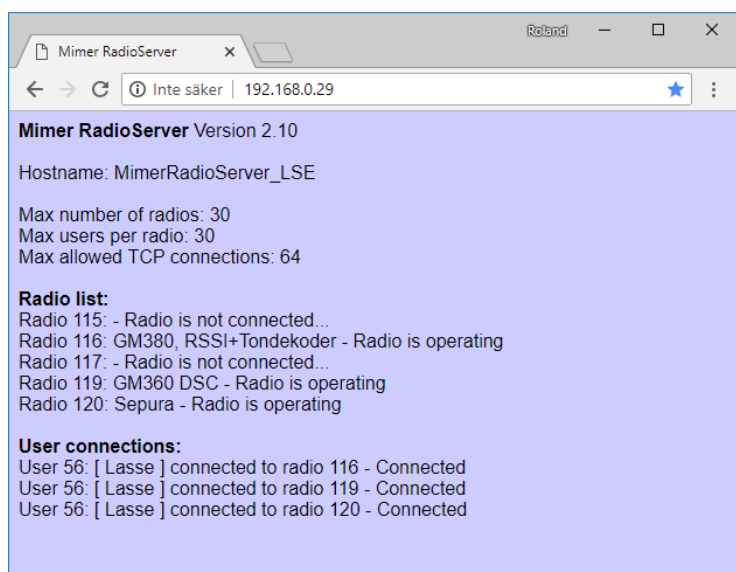 Roland
Mimer RadioServer
Inte säker | 192.168.0.29
Mimer RadioServer Version 2.10
Hostname: MimerRadioServer_LSE
Max number of radios: 30
Max users per radio: 30
Max allowed TCP connections: 64
Radio list:
Radio 115: - Radio is not connected...
Radio 116: GM380, RSSI+Tondekoder - Radio is operating
Radio 117: - Radio is not connected...
Radio 119: GM360 DSC - Radio is operating
Radio 120: Sepura - Radio is operating
User connections:
User 56: [ Lasse ] connected to radio 116 - Connected
User 56: [ Lasse ] connected to radio 119 - Connected
User 56: [ Lasse ] connected to radio 120 - Connected